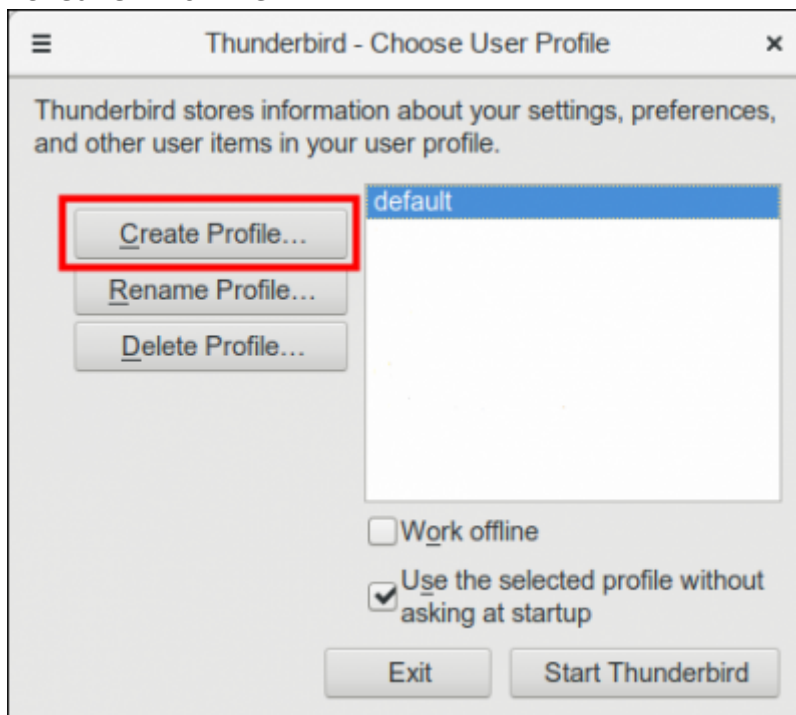 Thunderbird - Choose User Profile
Thunderbird stores information about your settings, preferences,
and other user items in your user profile.
default
Create Profile...
Rename Profile...
Delete Profile...
Work offline
Use the selected profile without
asking at startup
Exit
Start Thunderbird